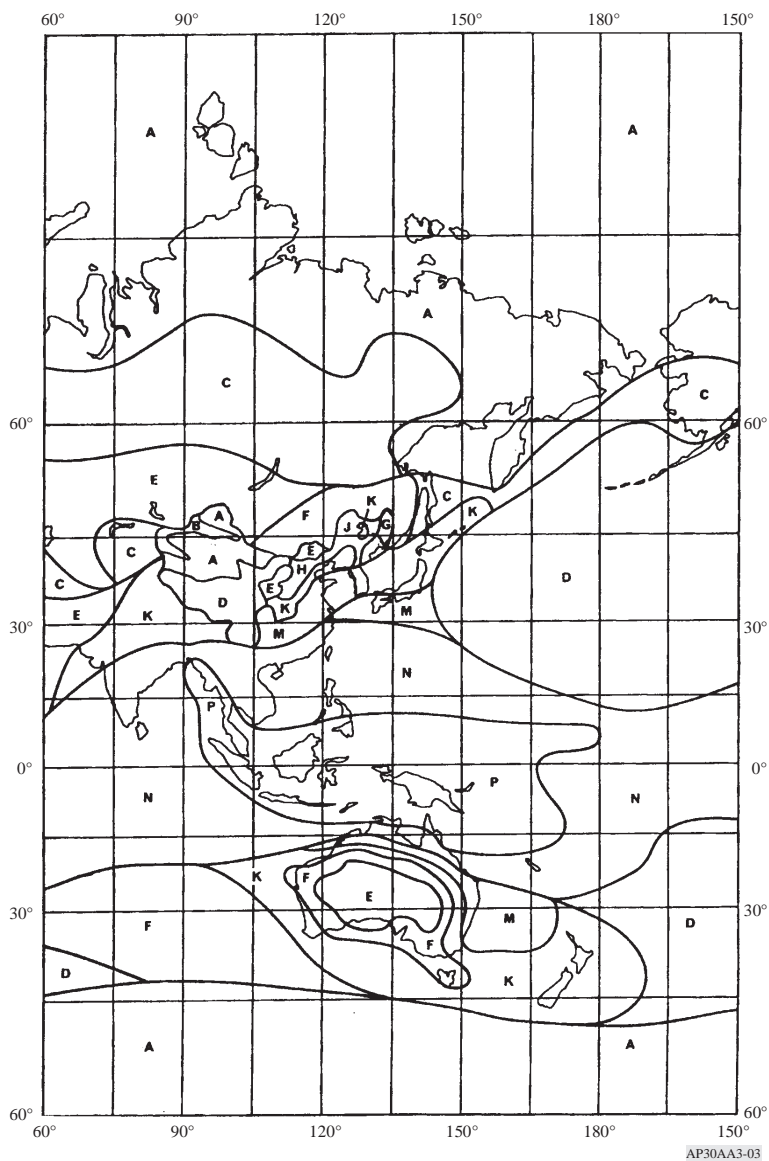 60° 90° 120° 150° 180° 150°
A A
A
C C
60° 60°
E
A K C
B F J G K
C A E
D
C H
E
E K D K M
30° M 30°
N
P
0° P 0°
N N
K F
E
30° M 30°
F D
F
D K
A A
60° 60°
60° 90° 120° 150° 180° 150°
AP30AA3-03